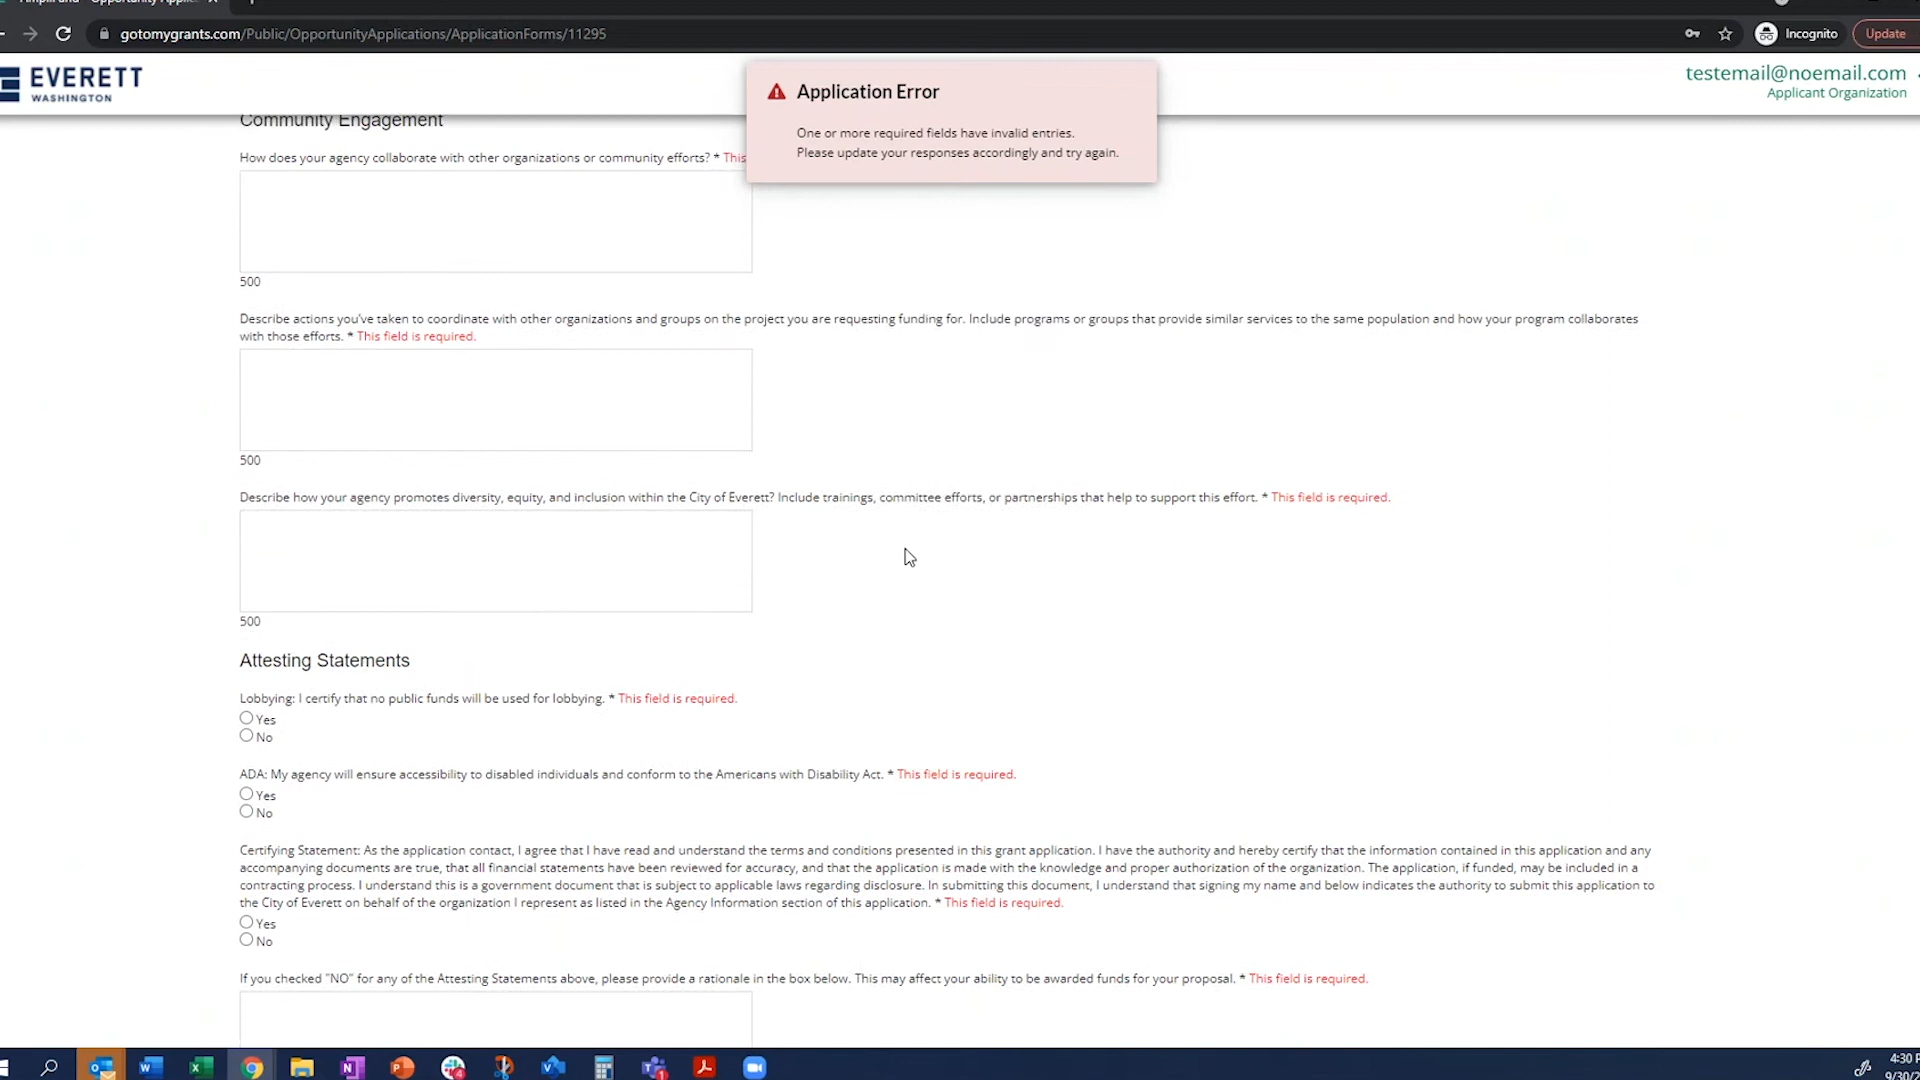 gotomygrants.com/Public/OpportunityApplications/ApplicationForms/11295
Incognito
Update
EVERETT
WASHINGTON
Application Error
One or more required fields have invalid entries.
Please update your responses accordingly and try again.
testemail@noemail.com
Applicant Organization
Community Engagement
How does your agency collaborate with other organizations or community efforts? * This
500
Describe actions you've taken to coordinate with other organizations and groups on the project you are requesting funding for. Include programs or groups that provide similar services to the same population and how your program collaborates
with those efforts. * This field is required.
500
Describe how your agency promotes diversity, equity, and inclusion within the City of Everett? Include trainings, committee efforts, or partnerships that help to support this effort. * This field is required.
500
Attesting Statements
Lobbying: I certify that no public funds will be used for lobbying. * This field is required.
Yes
No
ADA: My agency will ensure accessibility to disabled individuals and conform to the Americans with Disability Act. * This field is required.
Yes
No
Certifying Statement: As the application contact, I agree that I have read and understand the terms and conditions presented in this grant application. I have the authority and hereby certify that the information contained in this application and any
accompanying documents are true, that all financial statements have been reviewed for accuracy, and that the application is made with the knowledge and proper authorization of the organization. The application, if funded, may be included in a
contracting process. I understand this is a government document that is subject to applicable laws regarding disclosure. In submitting this document, I understand that signing my name and below indicates the authority to submit this application to
the City of Everett on behalf of the organization I represent as listed in the Agency Information section of this application. * This field is required.
Yes
No
If you checked "NO" for any of the Attesting Statements above, please provide a rationale in the box below. This may affect your ability to be awarded funds for your proposal. * This field is required.
4:30 P
9/30/2